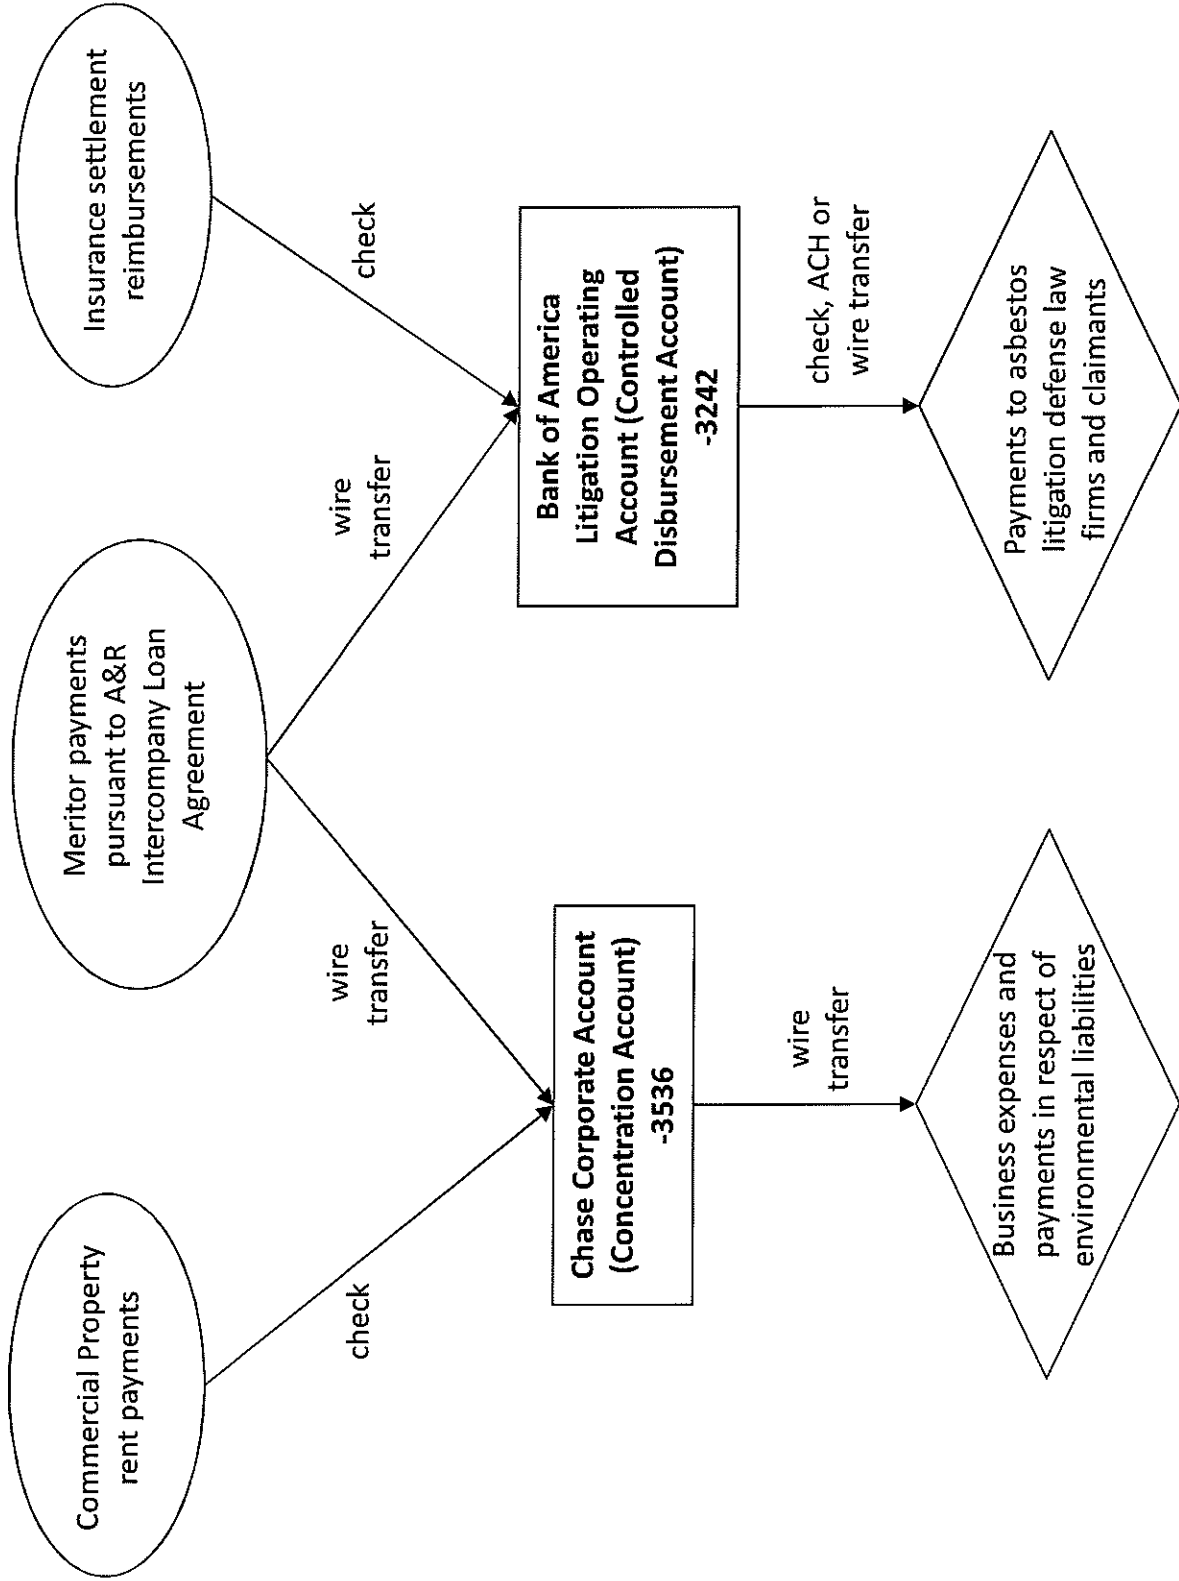 Commercial Property
rent payments
Meritor payments
pursuant to A&R
Intercompany Loan
Agreement
Insurance settlement
reimbursements
check
wire
transfer
wire
transfer
check
Chase Corporate Account
(Concentration Account)
-3536
Bank of America
Litigation Operating
Account (Controlled
Disbursement Account)
-3242
wire
transfer
check, ACH or
wire transfer
Business expenses and
payments in respect of
environmental liabilities
Payments to asbestos
litigation defense law
firms and claimants